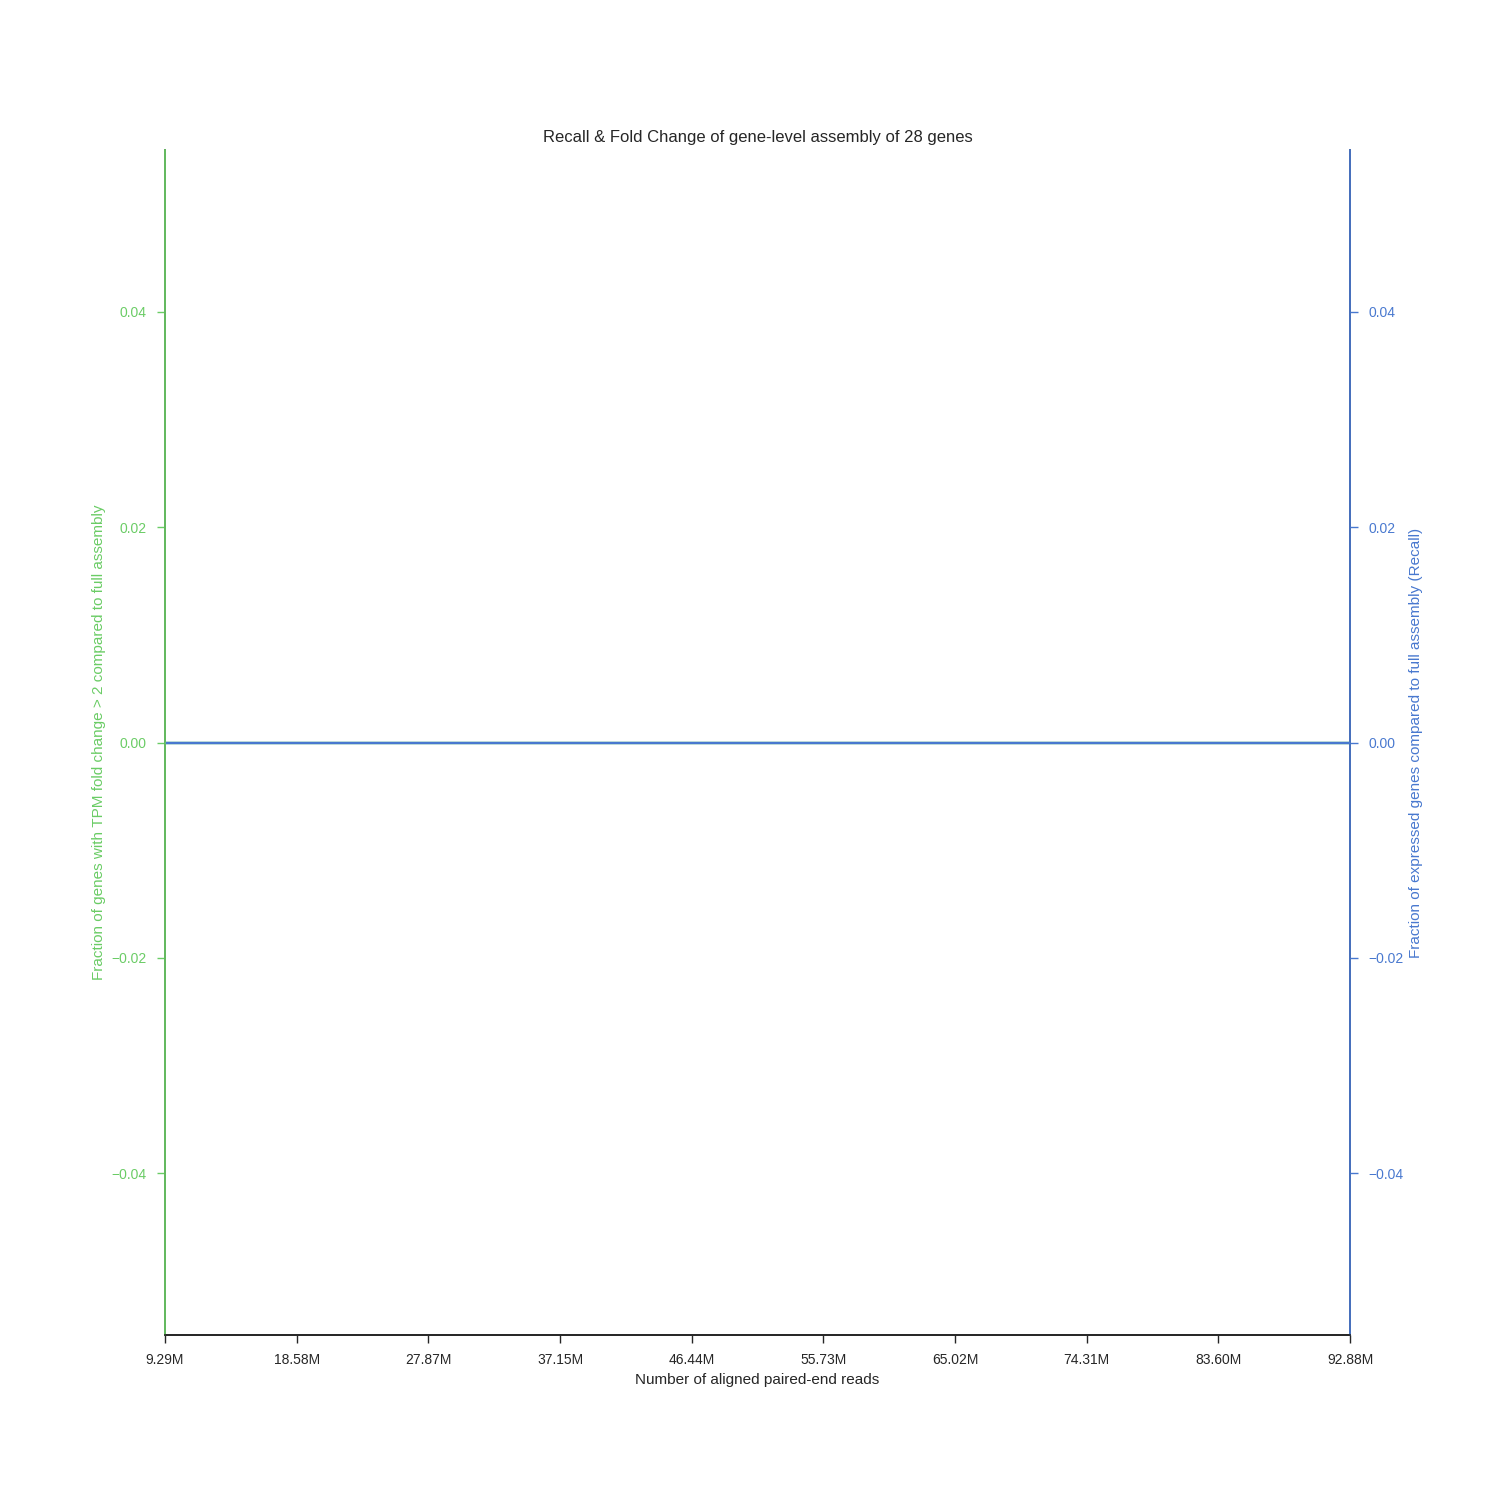 Recall & Fold Change of gene-level assembly of 28 genes
Fraction of genes with TPM fold change > 2 compared to full assembly
0.04
0.02
0.00
−0.02
−0.04
0.04
0.02
0.00
−0.02
−0.04
Fraction of expressed genes compared to full assembly (Recall)
9.29M 18.58M 27.87M 37.15M 46.44M 55.73M 65.02M 74.31M 83.60M 92.88M
Number of aligned paired-end reads